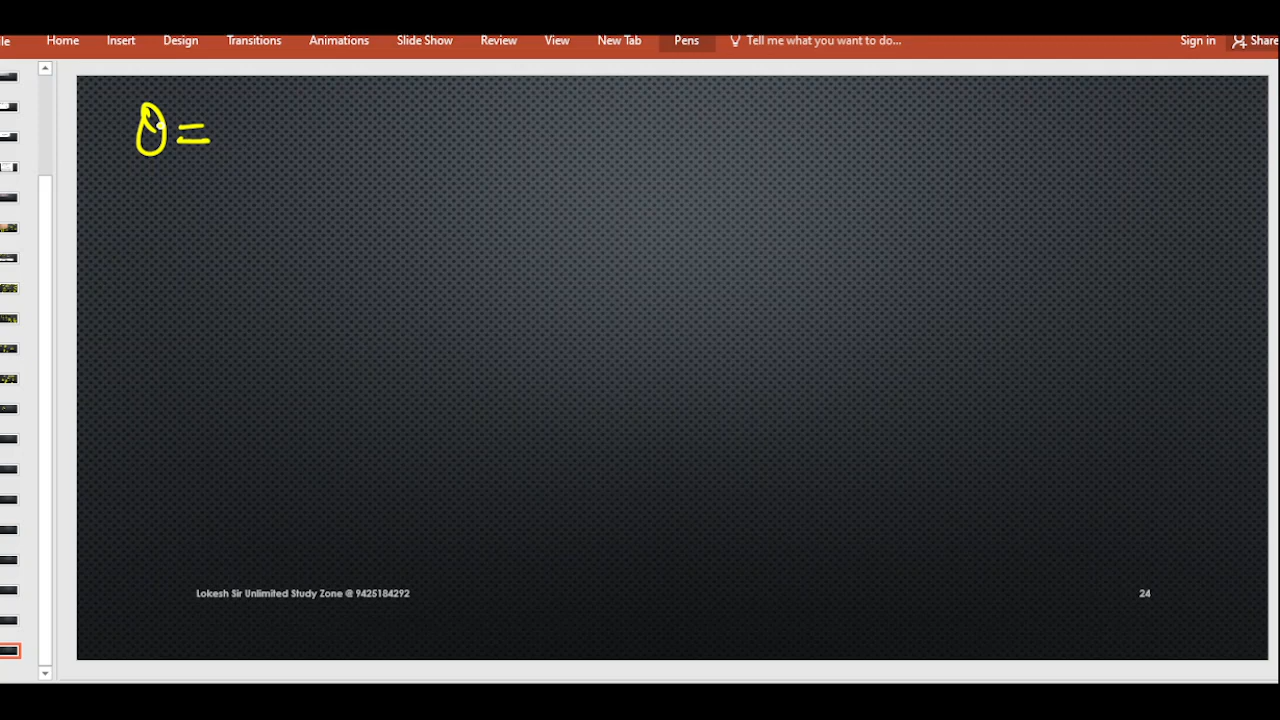 le Home Insert Design Transitions Animations Slide Show Review View New Tab Pens Tell me what you want to do... Sign in Share
θ =
Lokesh Sir Unlimited Study Zone @ 9425184292 24